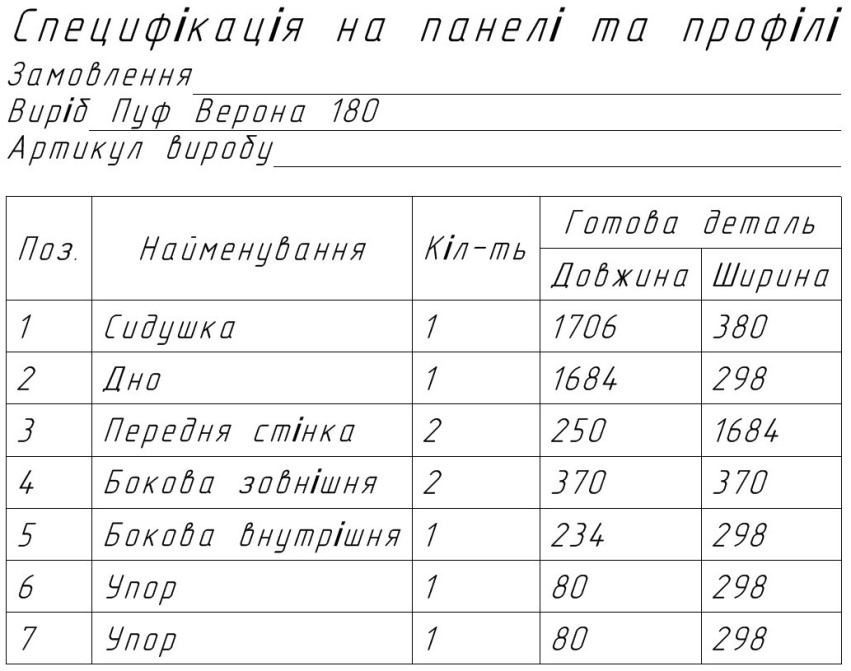 Специфікація на панелі та профілі
Замовлення
Виріб Пуф Верона 180
Артикул виробу
Поз. Найменування Кіл-ть Готова деталь
Довжина Ширина
1 Сидушка 1 1706 380
2 Дно 1 1684 298
3 Передня стінка 2 250 1684
4 Бокова зовнішня 2 370 370
5 Бокова внутрішня 1 234 298
6 Упор 1 80 298
7 Упор 1 80 298